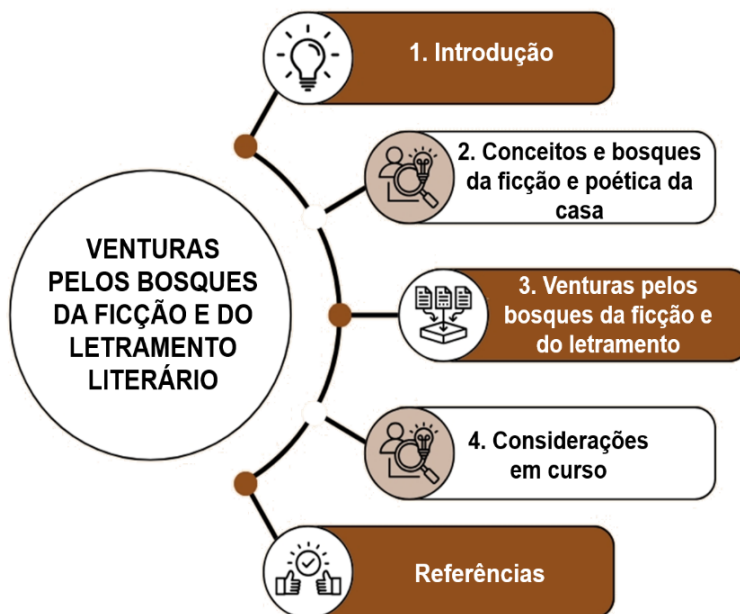 VENTURAS
PELOS BOSQUES
DA FICÇÃO E DO
LETRAMENTO
LITERÁRIO
1. Introdução
2. Conceitos e bosques
da ficção e poética da
casa
3. Venturas pelos
bosques da ficção e
do letramento
4. Considerações
em curso
Referências